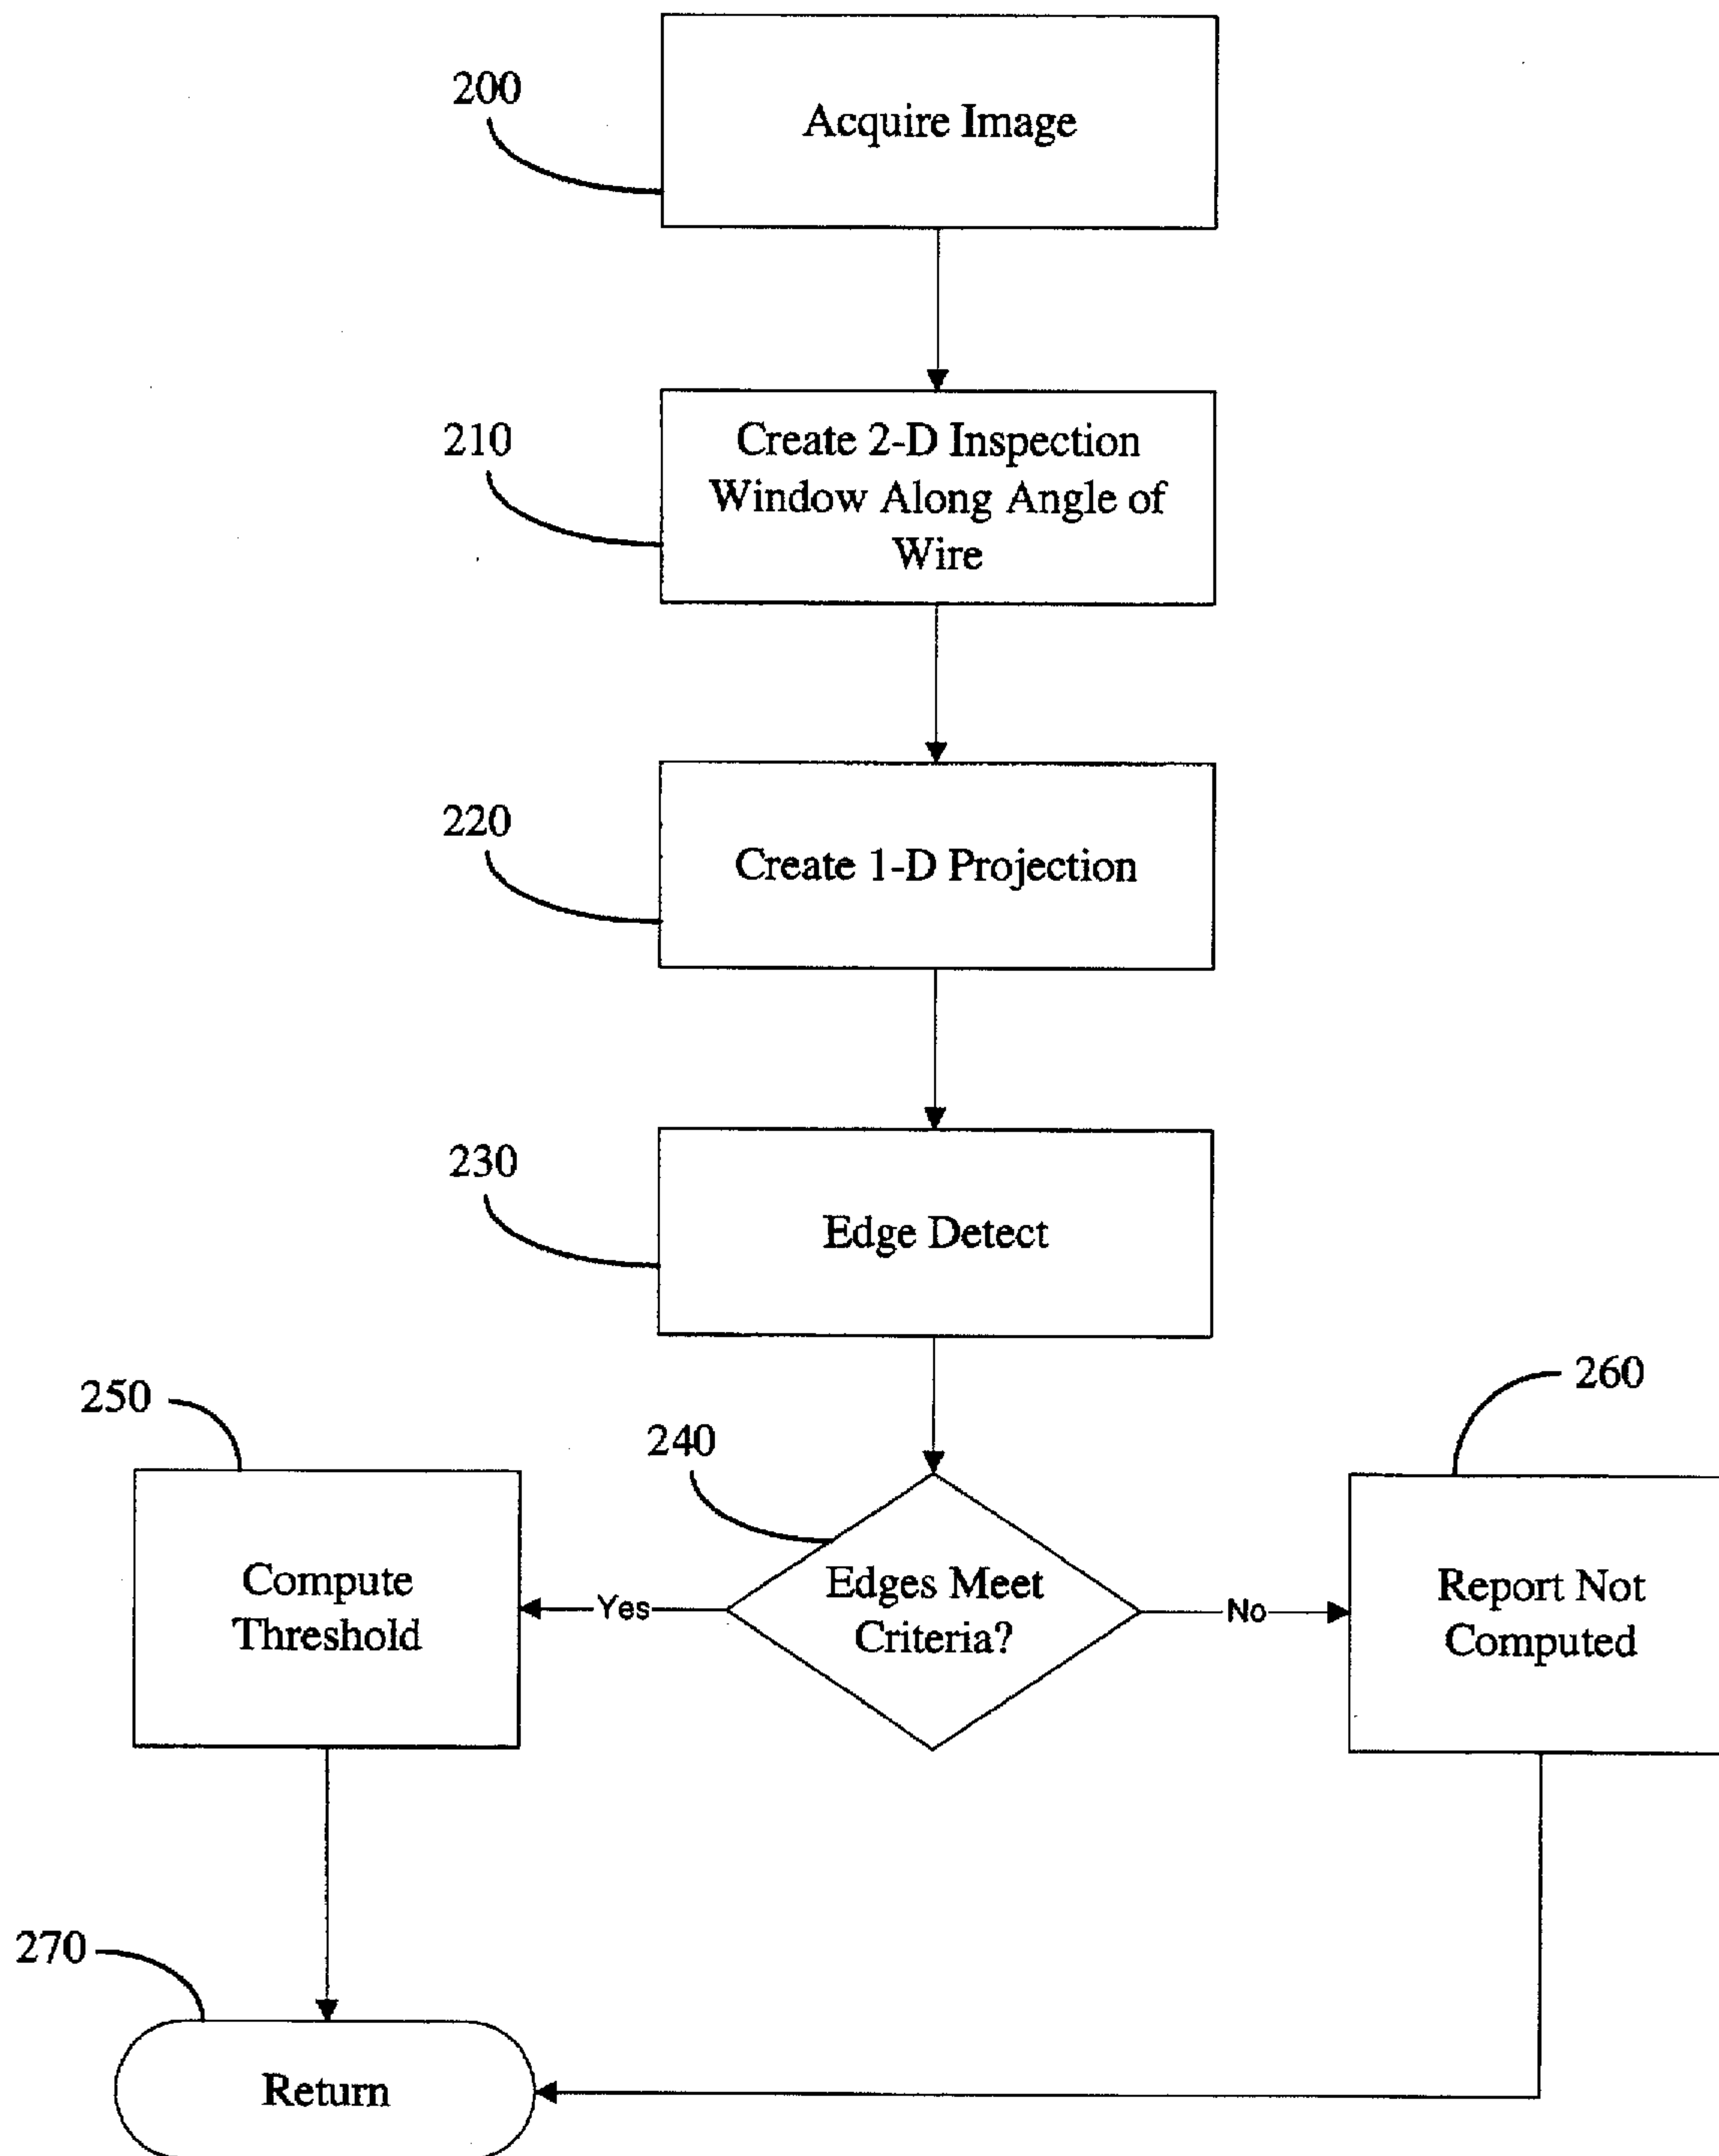 200
Acquire Image
210
Create 2-D Inspection
Window Along Angle of
Wire
220
Create 1-D Projection
230
Edge Detect
250
240
260
Compute
Threshold
Yes
Edges Meet
Criteria?
No
Report Not
Computed
270
Return